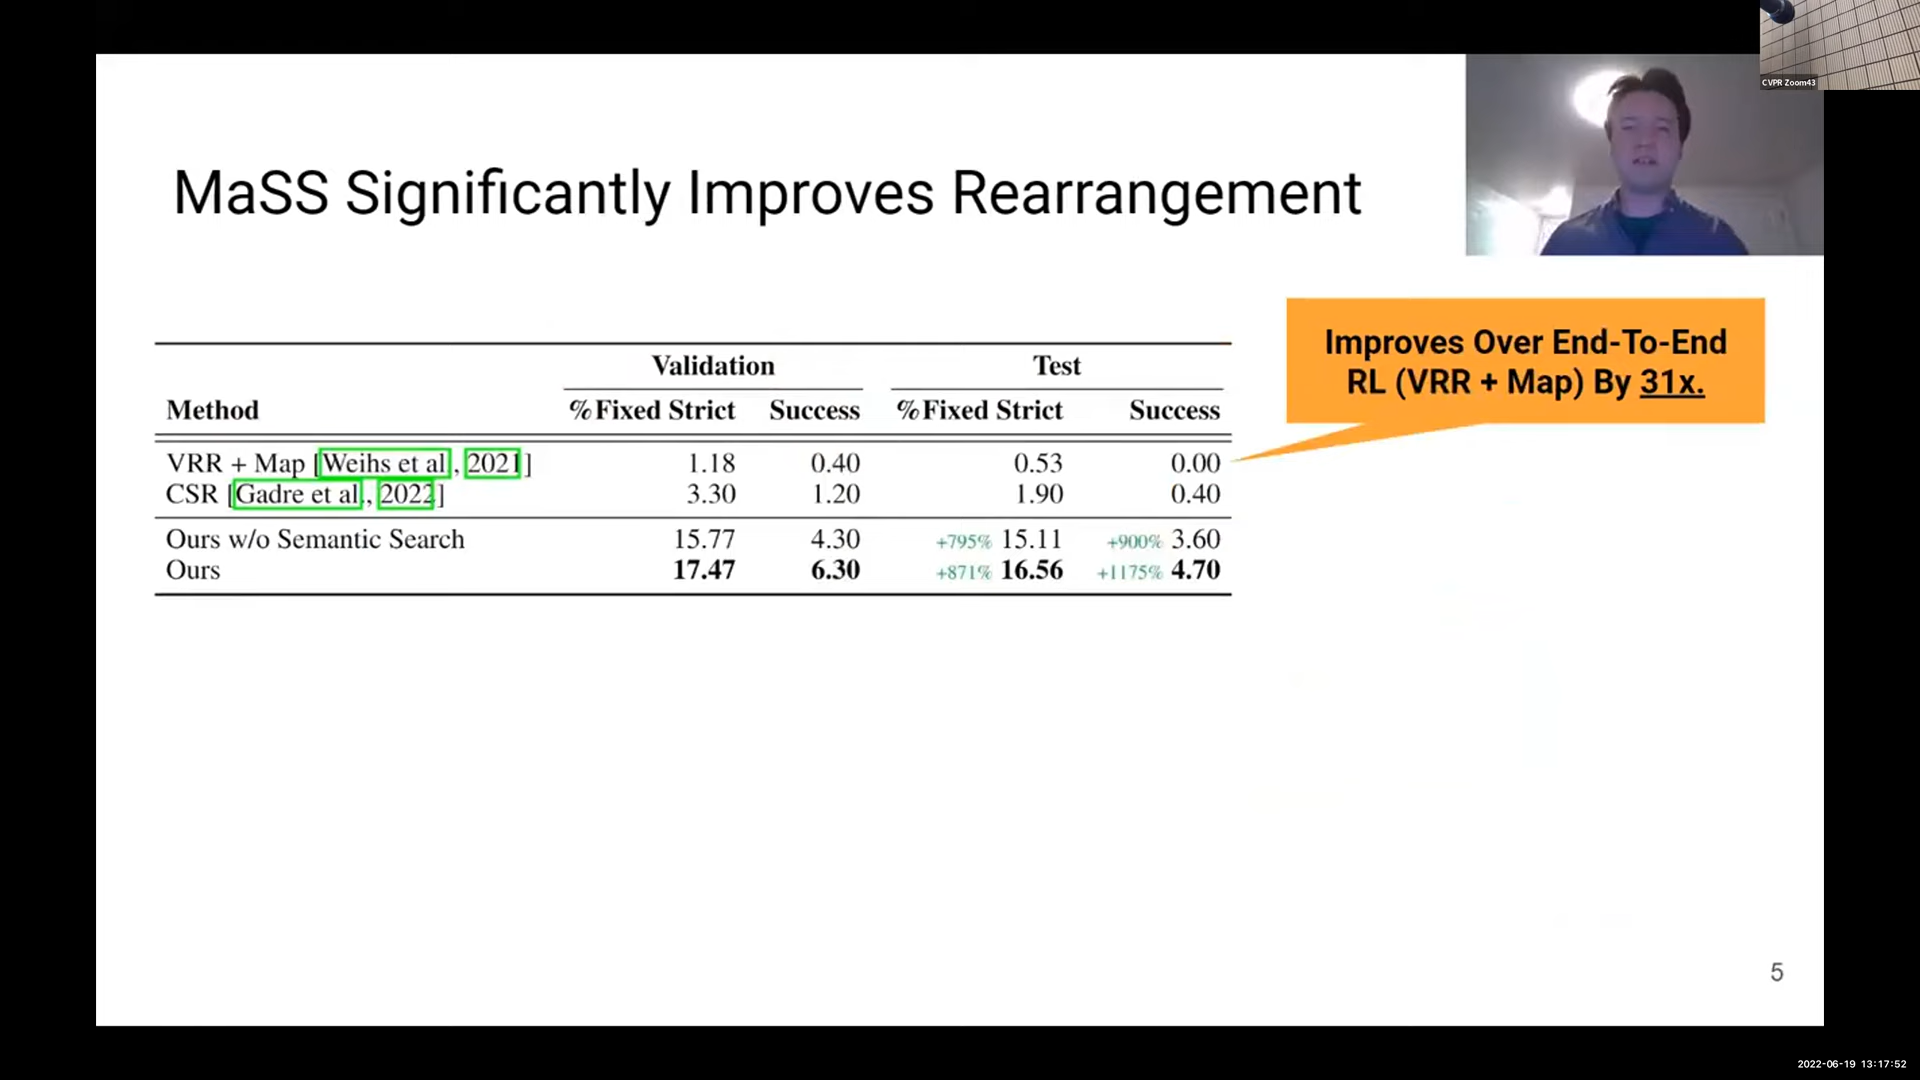 CVPR Zoom43
MaSS Significantly Improves Rearrangement
Improves Over End-To-End
RL (VRR + Map) By 31x.
Validation Test
Method %Fixed Strict Success %Fixed Strict Success
VRR + Map [Weihs et al., 2021] 1.18 0.40 0.53 0.00
CSR [Gadre et al., 2022] 3.30 1.20 1.90 0.40
Ours w/o Semantic Search 15.77 4.30 +795% 15.11 +900% 3.60
Ours 17.47 6.30 +871% 16.56 +1175% 4.70
5
2022-06-19 13:17:52